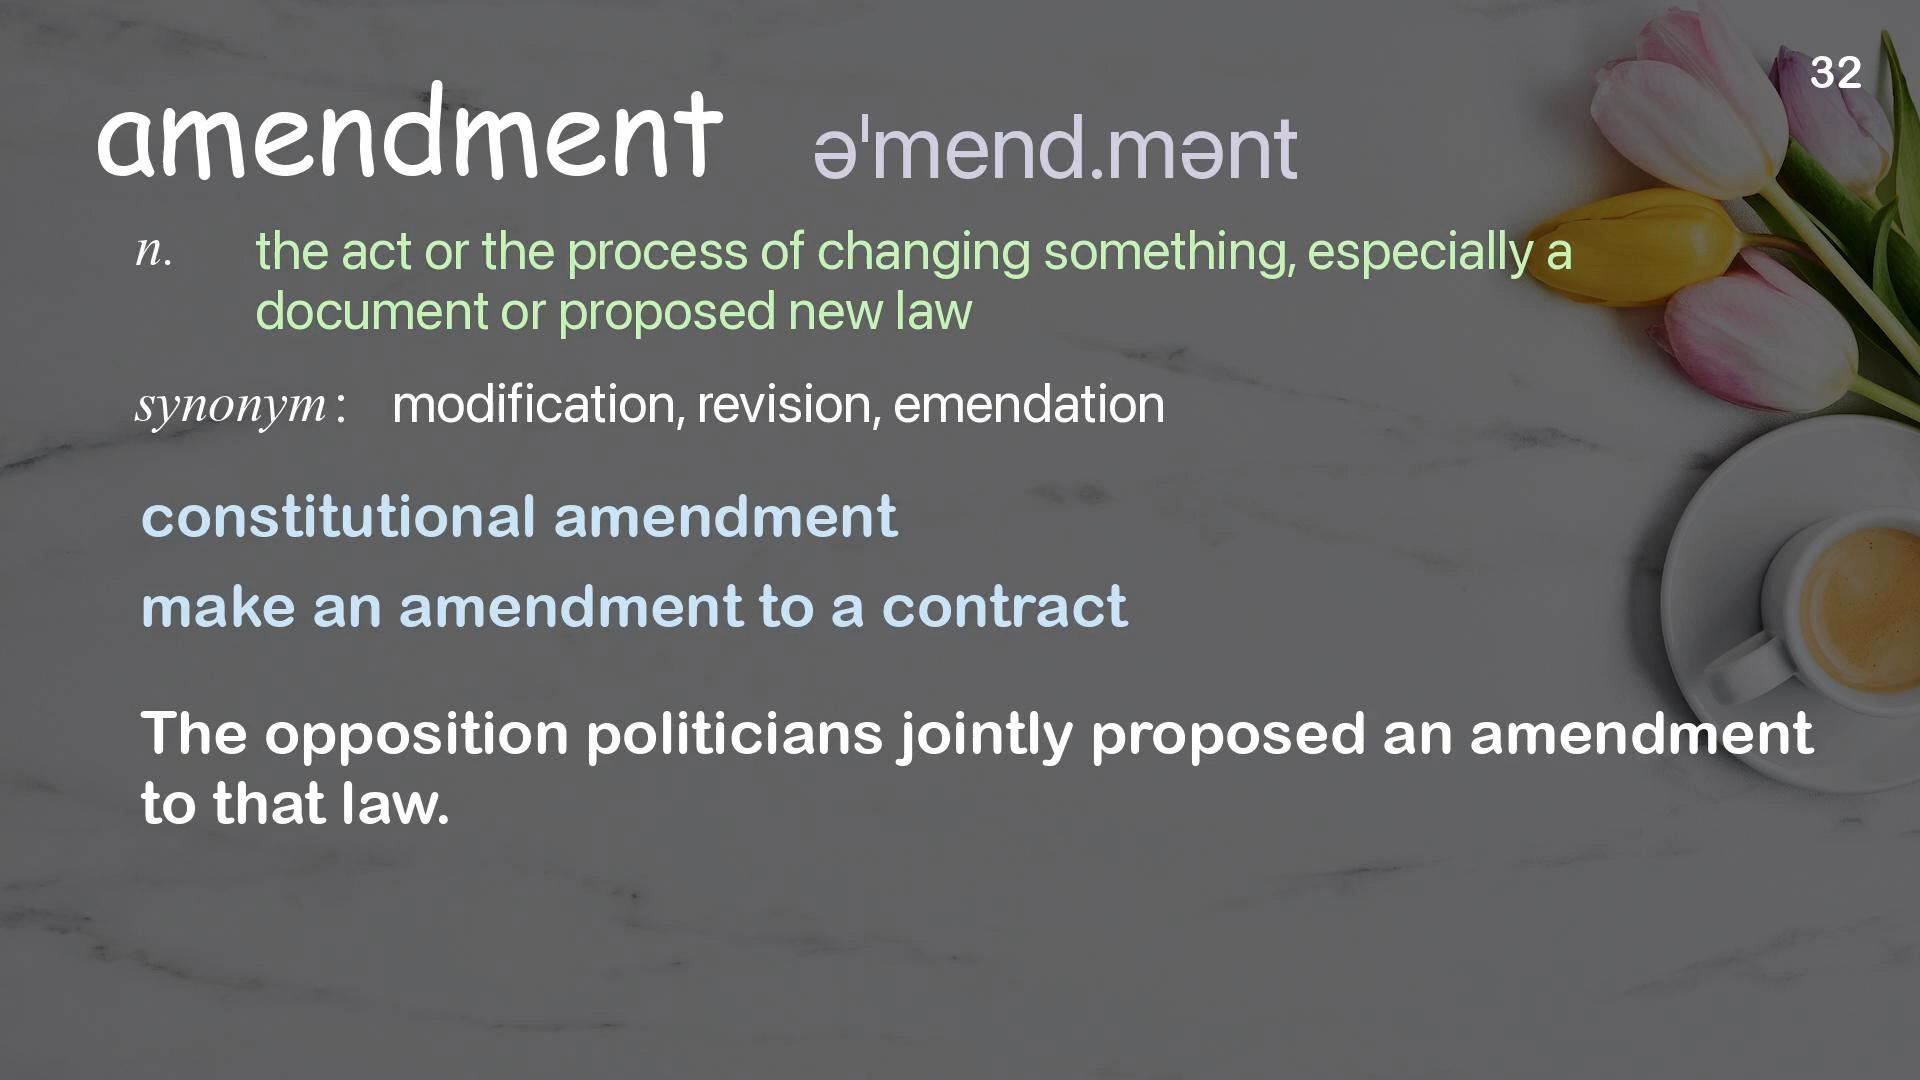 32
amendment əˈmend.mənt
n. the act or the process of changing something, especially a
document or proposed new law
synonym: modification, revision, emendation
constitutional amendment
make an amendment to a contract
The opposition politicians jointly proposed an amendment
to that law.